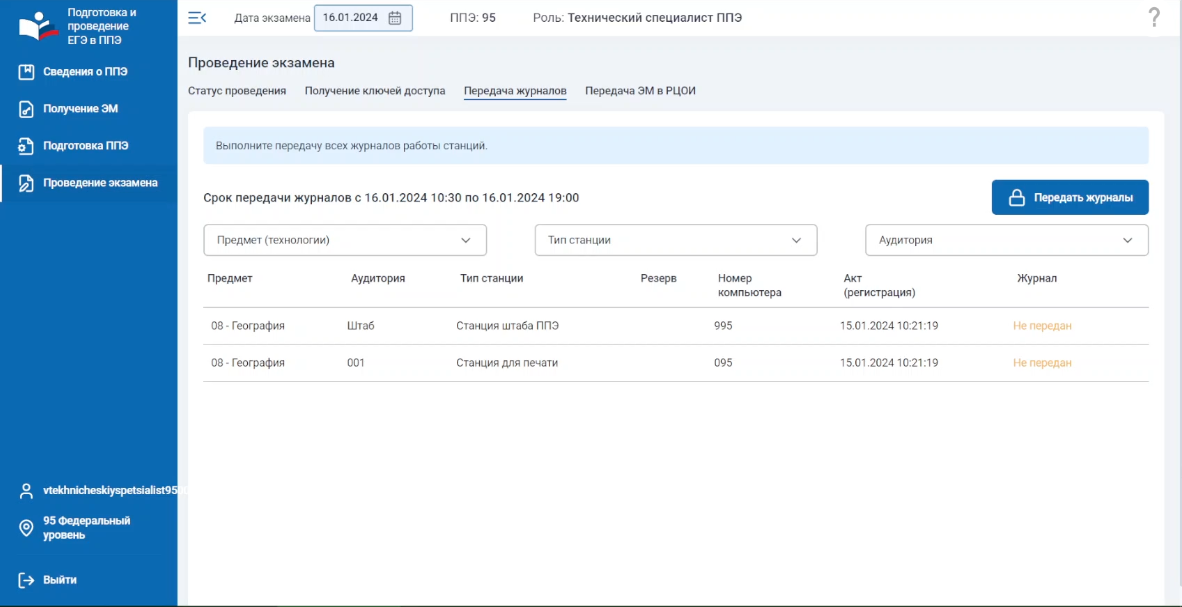 Подготовка и
проведение
ЕГЭ в ППЭ
Сведения о ППЭ
Получение ЭМ
Подготовка ППЭ
Проведение экзамена
vtekhnicheskiyspetsialist95
95 Федеральный
уровень
Выйти
Дата экзамена 16.01.2024 ППЭ: 95 Роль: Технический специалист ППЭ ?
Проведение экзамена
Статус проведения Получение ключей доступа Передача журналов Передача ЭМ в РЦОИ
Выполните передачу всех журналов работы станций.
Срок передачи журналов с 16.01.2024 10:30 по 16.01.2024 19:00 Передать журналы
Предмет (технологии) Тип станции Аудитория
Предмет Аудитория Тип станции Резерв Номер Акт Журнал
компьютера (регистрация)
08 - География Штаб Станция штаба ППЭ 995 15.01.2024 10:21:19 Не передан
08 - География 001 Станция для печати 095 15.01.2024 10:21:19 Не передан